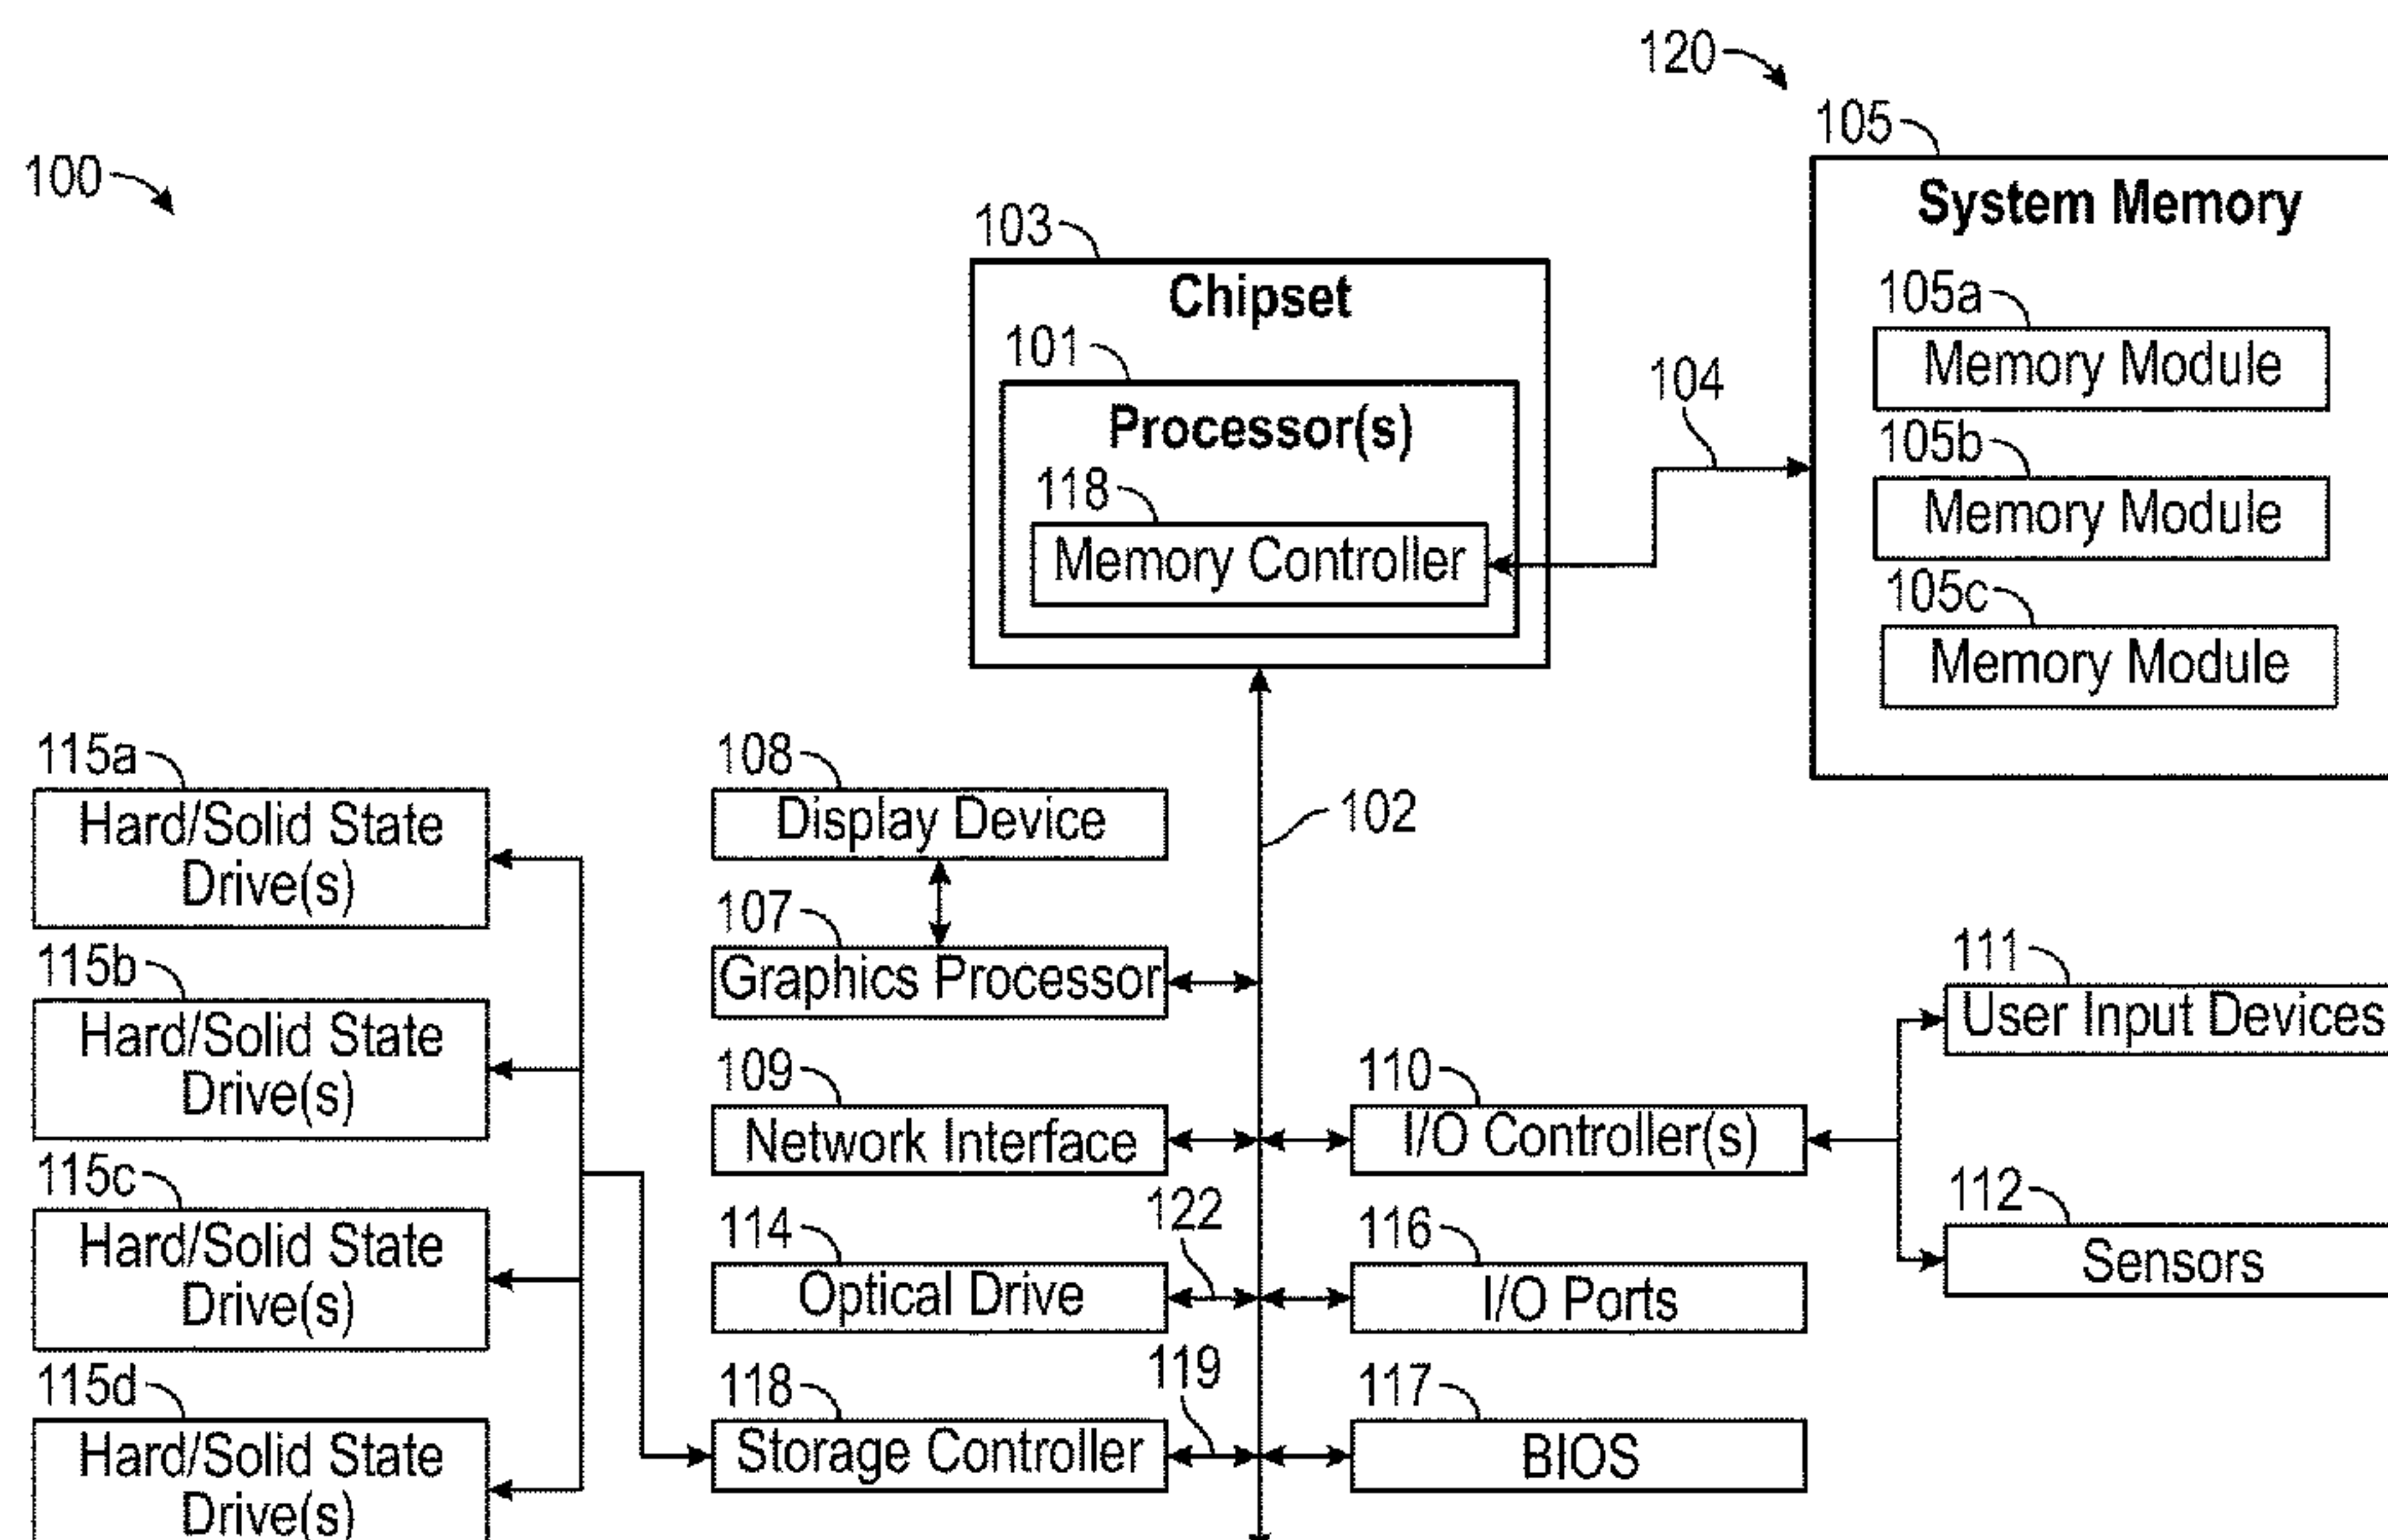 120
105
System Memory
105a
Memory Module
105b
Memory Module
105c
Memory Module
100
103
Chipset
101
Processor(s)
118
Memory Controller
104
102
115a
Hard/Solid State
Drive(s)
115b
Hard/Solid State
Drive(s)
115c
Hard/Solid State
Drive(s)
115d
Hard/Solid State
Drive(s)
108
Display Device
107
Graphics Processor
109
Network Interface
114
Optical Drive
122
118
Storage Controller
119
110
I/O Controller(s)
116
I/O Ports
117
BIOS
111
User Input Devices
112
Sensors